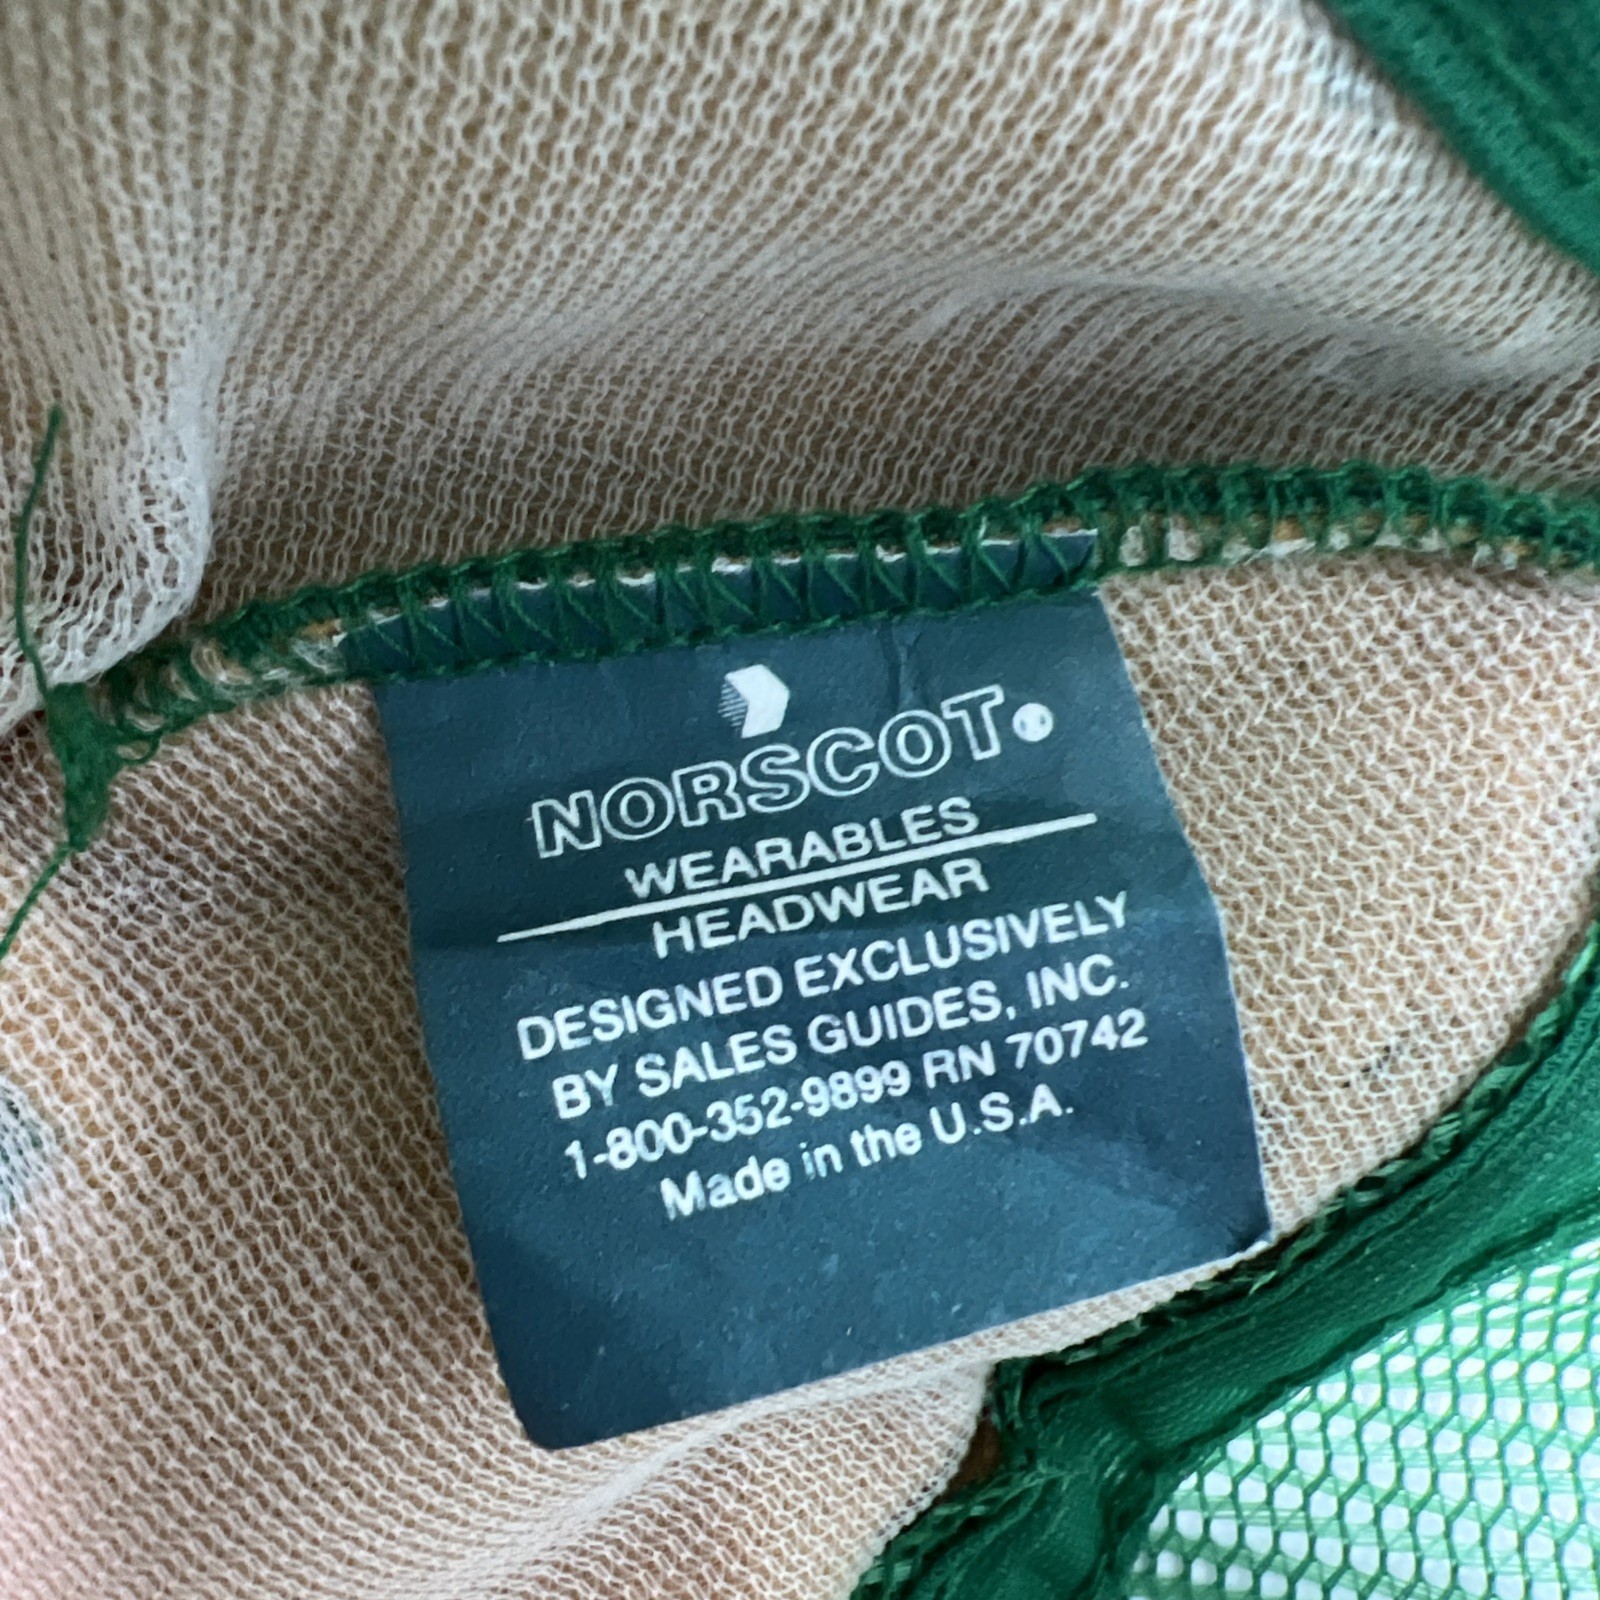 NORSCOT
WEARABLES
HEADWEAR
DESIGNED EXCLUSIVELY
BY SALES GUIDES, INC.
1-800-352-9899 RN 70742
Made in the U.S.A.